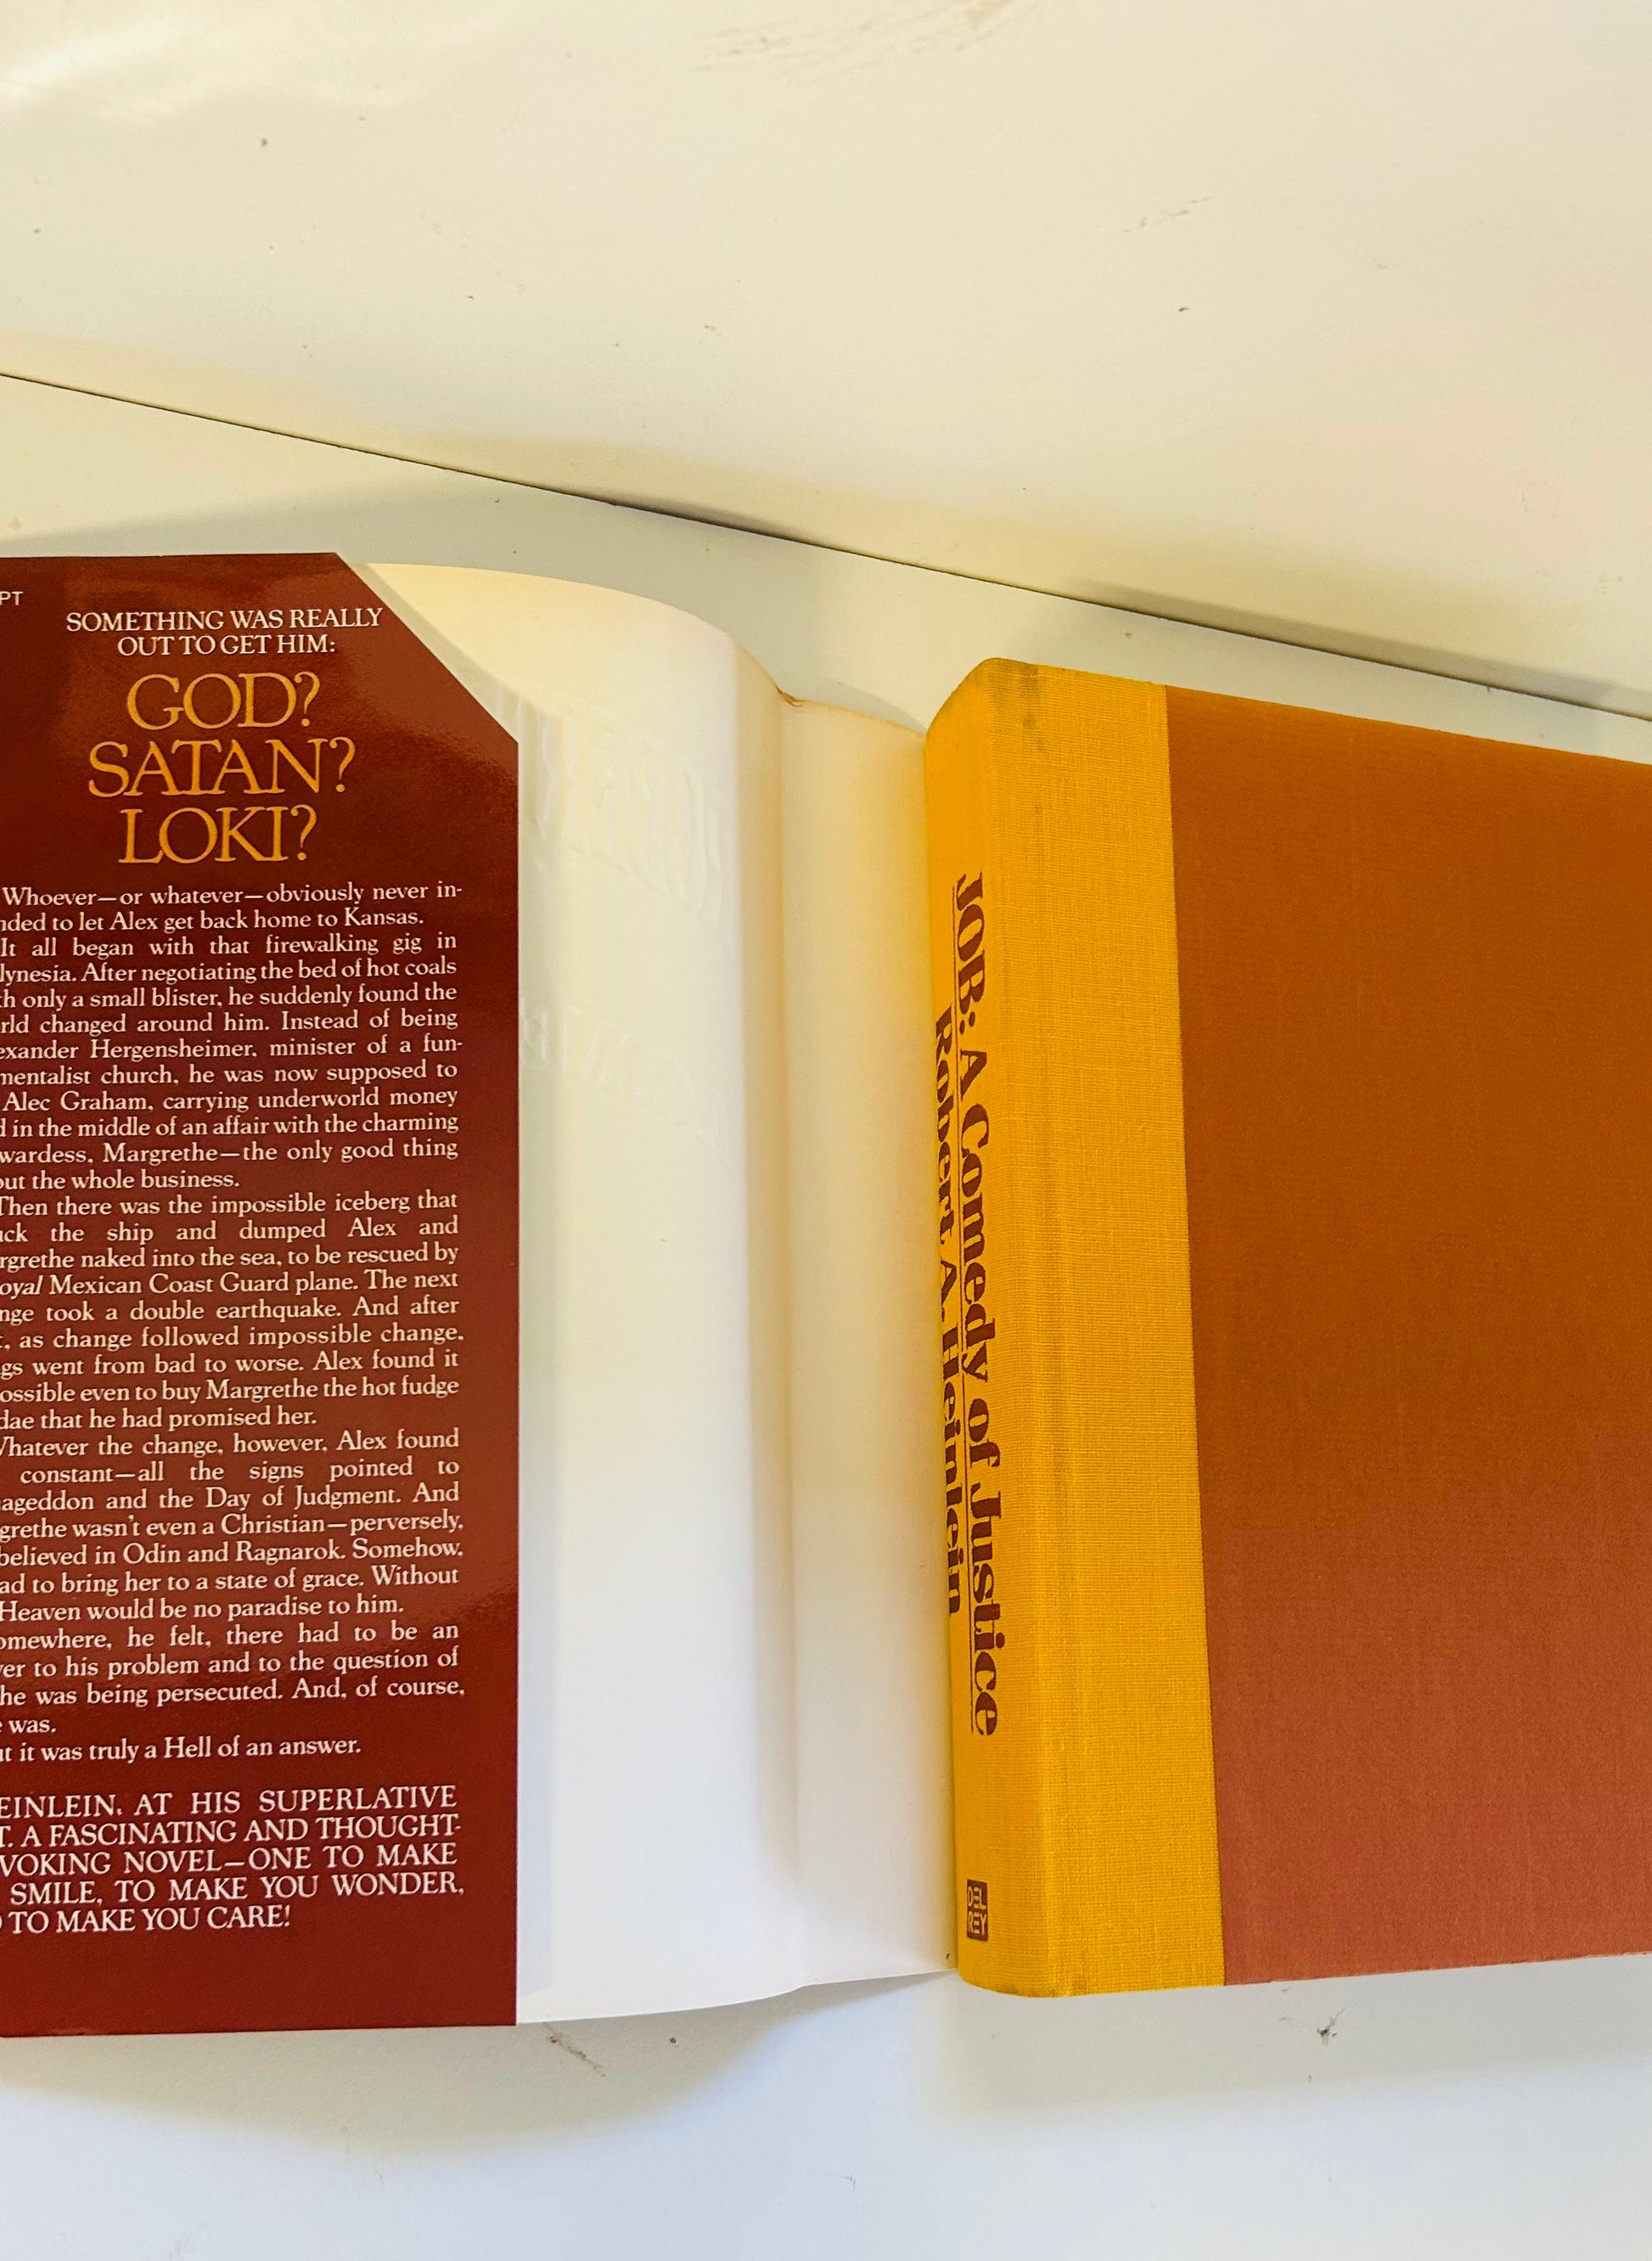 PT
SOMETHING WAS REALLY
OUT TO GET HIM:
GOD?
SATAN?
LOKI?
Whoever—or whatever—obviously never in-
nded to let Alex get back home to Kansas.
It all began with that firewalking gig in
lynesia. After negotiating the bed of hot coals
th only a small blister, he suddenly found the
rld changed around him. Instead of being
exander Hergensheimer, minister of a fun-
mentalist church, he was now supposed to
Alec Graham, carrying underworld money
d in the middle of an affair with the charming
wardess, Margrethe—the only good thing
out the whole business.
Then there was the impossible iceberg that
uck the ship and dumped Alex and
rgrethe naked into the sea, to be rescued by
oyal Mexican Coast Guard plane. The next
nge took a double earthquake. And after
t, as change followed impossible change,
gs went from bad to worse. Alex found it
ossible even to buy Margrethe the hot fudge
dae that he had promised her.
Whatever the change, however, Alex found
constant—all the signs pointed to
ageddon and the Day of Judgment. And
grethe wasn't even a Christian—perversely,
believed in Odin and Ragnarok. Somehow,
ad to bring her to a state of grace. Without
Heaven would be no paradise to him.
omewhere, he felt, there had to be an
er to his problem and to the question of
he was being persecuted. And, of course,
e was.
ut it was truly a Hell of an answer.
EINLEIN, AT HIS SUPERLATIVE
T. A FASCINATING AND THOUGHT-
VOKING NOVEL—ONE TO MAKE
SMILE, TO MAKE YOU WONDER,
D TO MAKE YOU CARE!
JOB: A Comedy of Justice
Robert A. Heinlein
DEL
REY